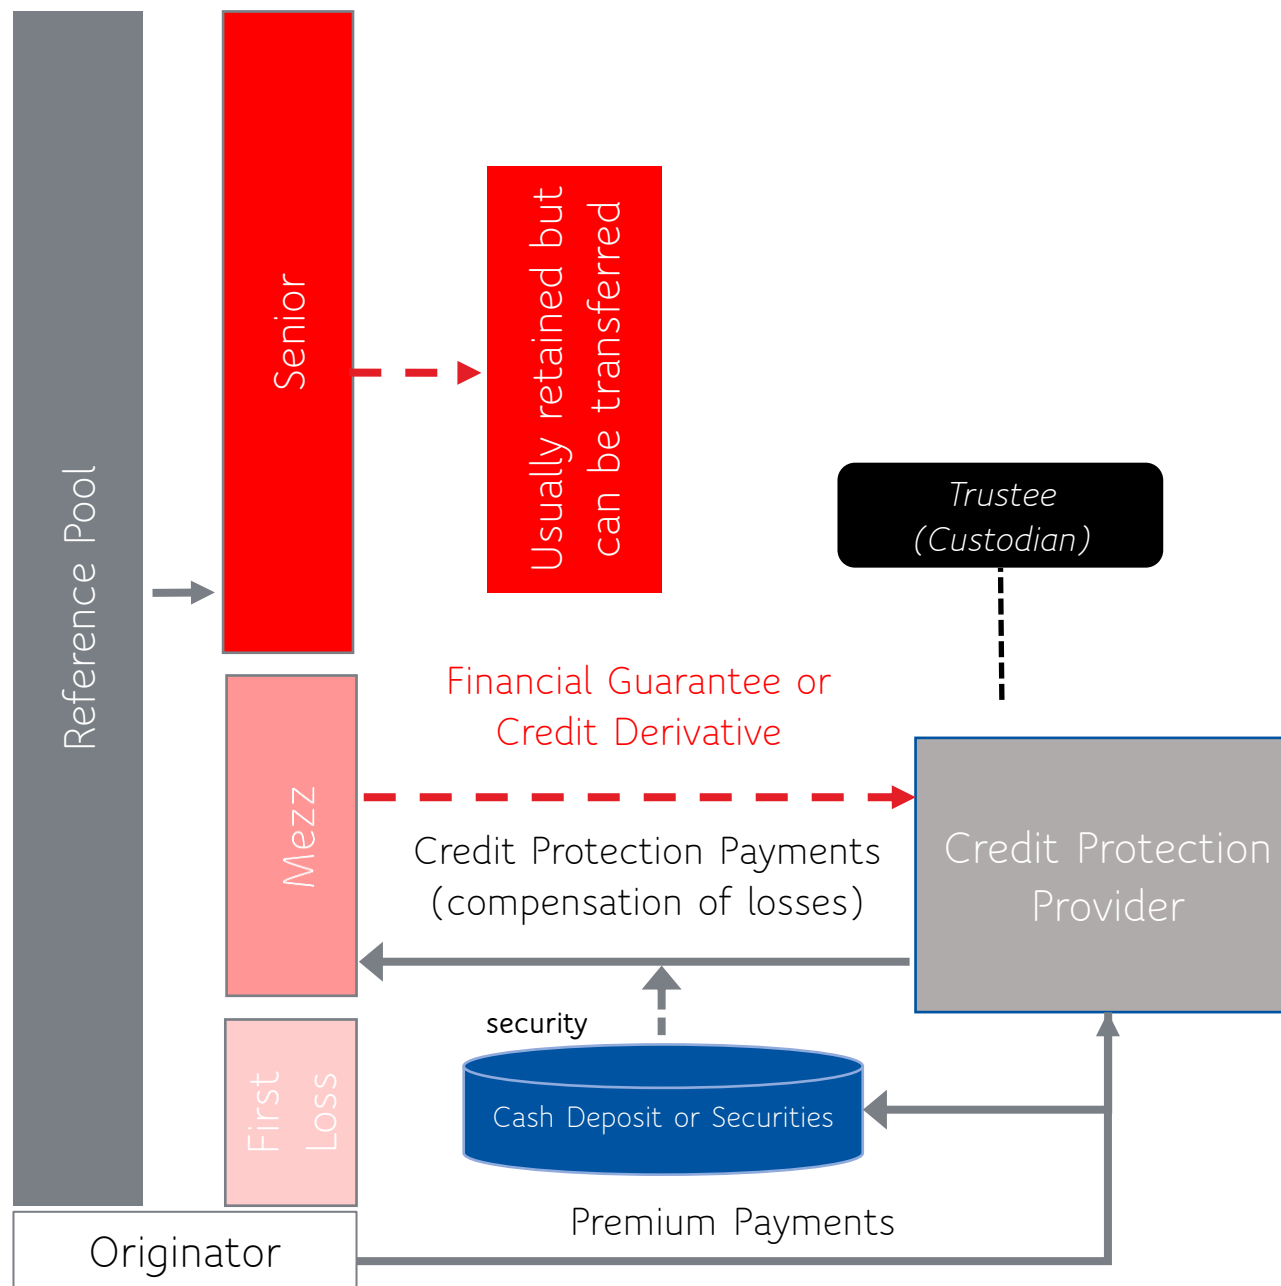 Reference Pool
Senior
Usually retained but
can be transferred
Trustee
(Custodian)
Financial Guarantee or
Credit Derivative
Mezz
Credit Protection Payments
(compensation of losses)
Credit Protection
Provider
security
First
Loss
Cash Deposit or Securities
Premium Payments
Originator